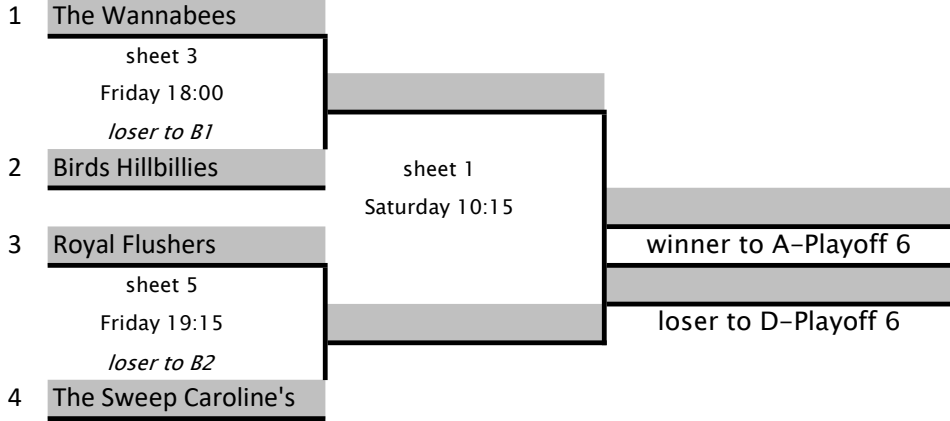 1 The Wannabees
sheet 3
Friday 18:00
loser to B1
2 Birds Hillbillies
sheet 1
Saturday 10:15
3 Royal Flushers
sheet 5
Friday 19:15
loser to B2
4 The Sweep Caroline's
winner to A-Playoff 6
loser to D-Playoff 6